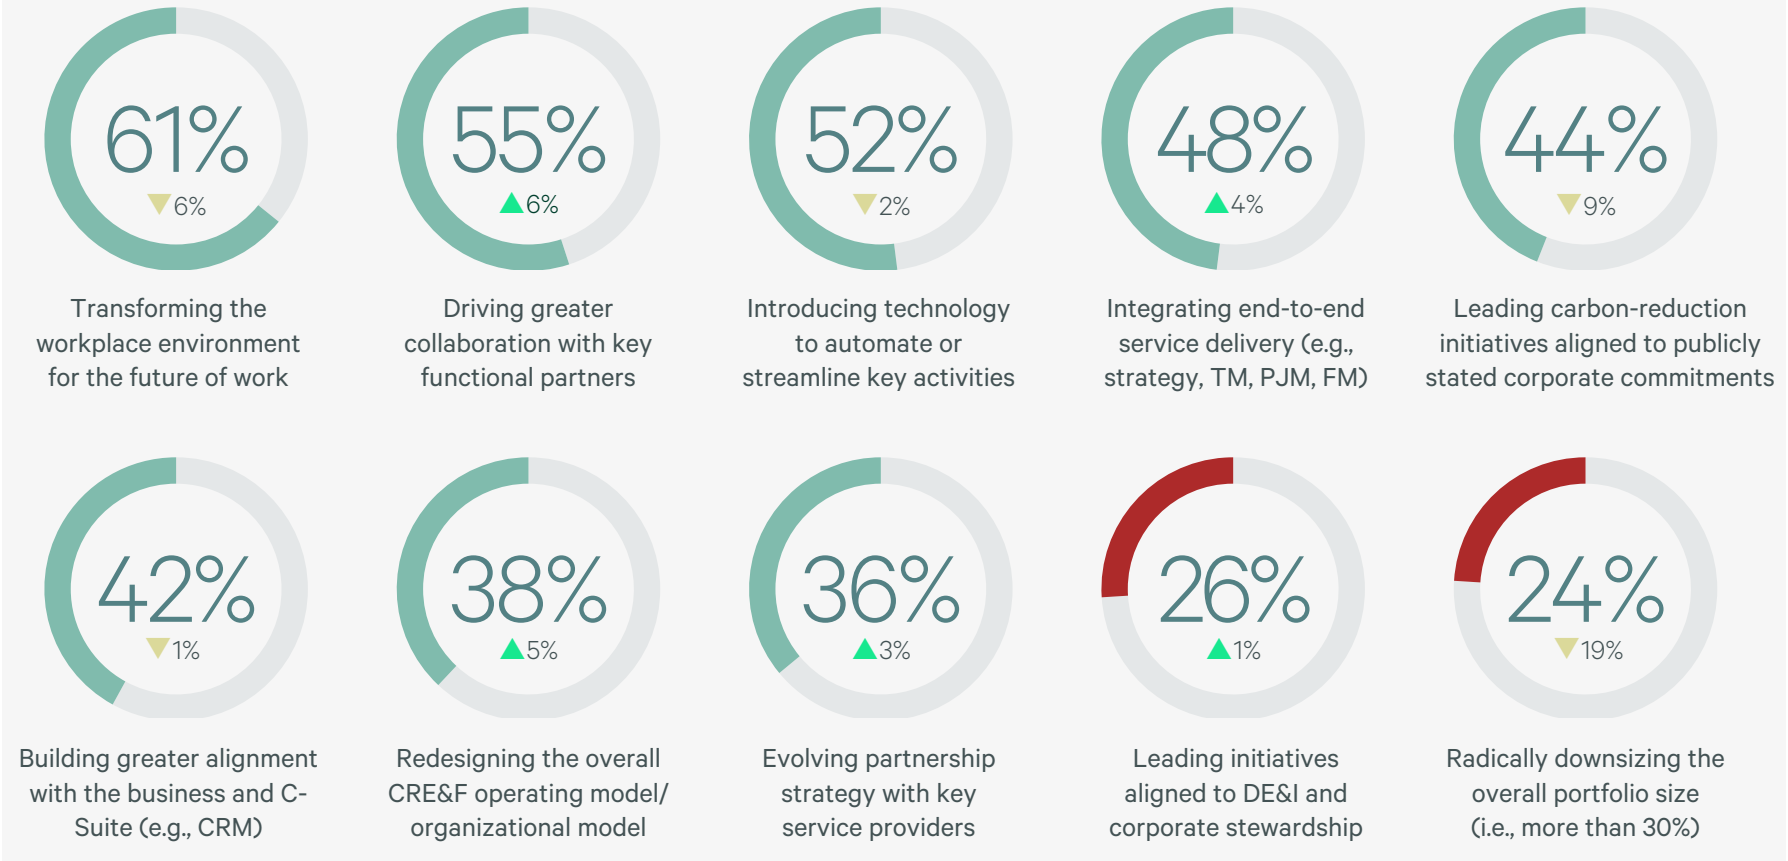 61%
▼6%
Transforming the
workplace environment
for the future of work
55%
▲6%
Driving greater
collaboration with key
functional partners
52%
▼2%
Introducing technology
to automate or
streamline key activities
48%
▲4%
Integrating end-to-end
service delivery (e.g.,
strategy, TM, PJM, FM)
44%
▼9%
Leading carbon-reduction
initiatives aligned to publicly
stated corporate commitments
42%
▼1%
Building greater alignment
with the business and C-
Suite (e.g., CRM)
38%
▲5%
Redesigning the overall
CRE&F operating model/
organizational model
36%
▲3%
Evolving partnership
strategy with key
service providers
26%
▲1%
Leading initiatives
aligned to DE&I and
corporate stewardship
24%
▼19%
Radically downsizing the
overall portfolio size
(i.e., more than 30%)